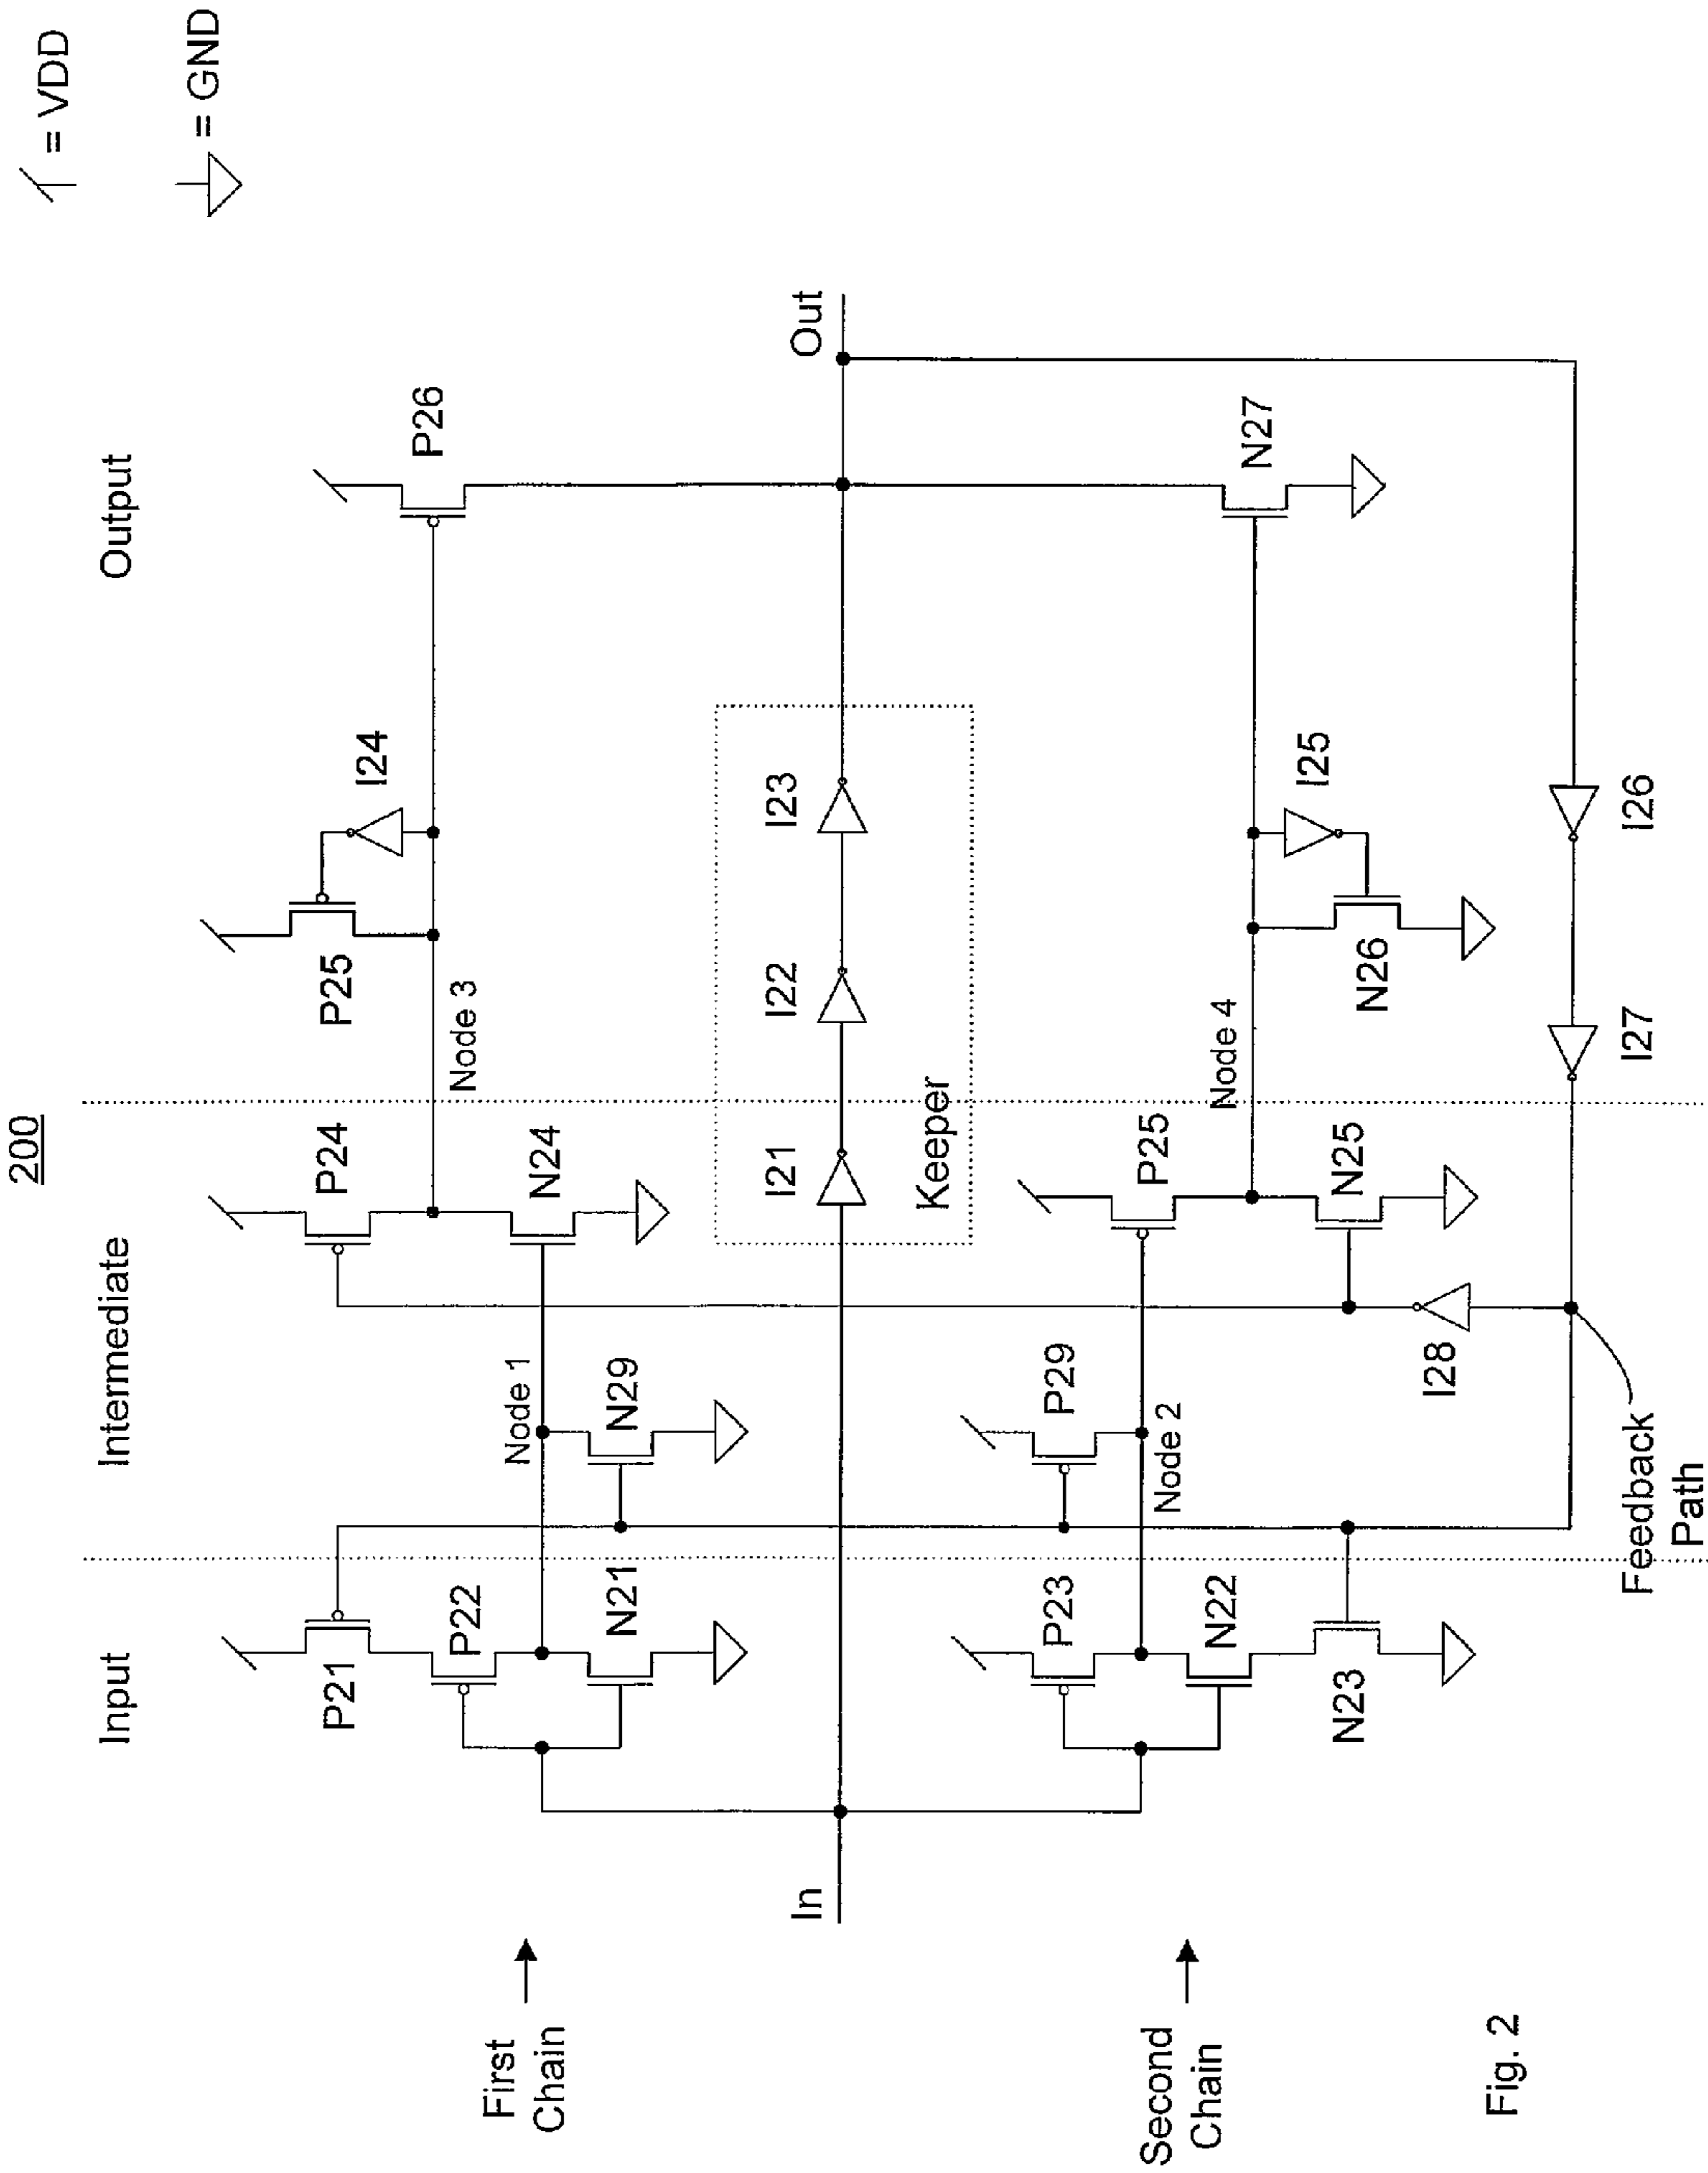 200
= VDD
= GND
Input
Intermediate
Output
First
Chain
Second
Chain
In
Out
P21
P22
N21
Node 1
N29
P24
N24
Node 3
P25
I24
P26
I21
I22
I23
Keeper
P23
N22
N23
Node 2
P29
P25
N25
I28
Node 4
N26
I25
N27
I26
I27
Feedback
Path
Fig. 2